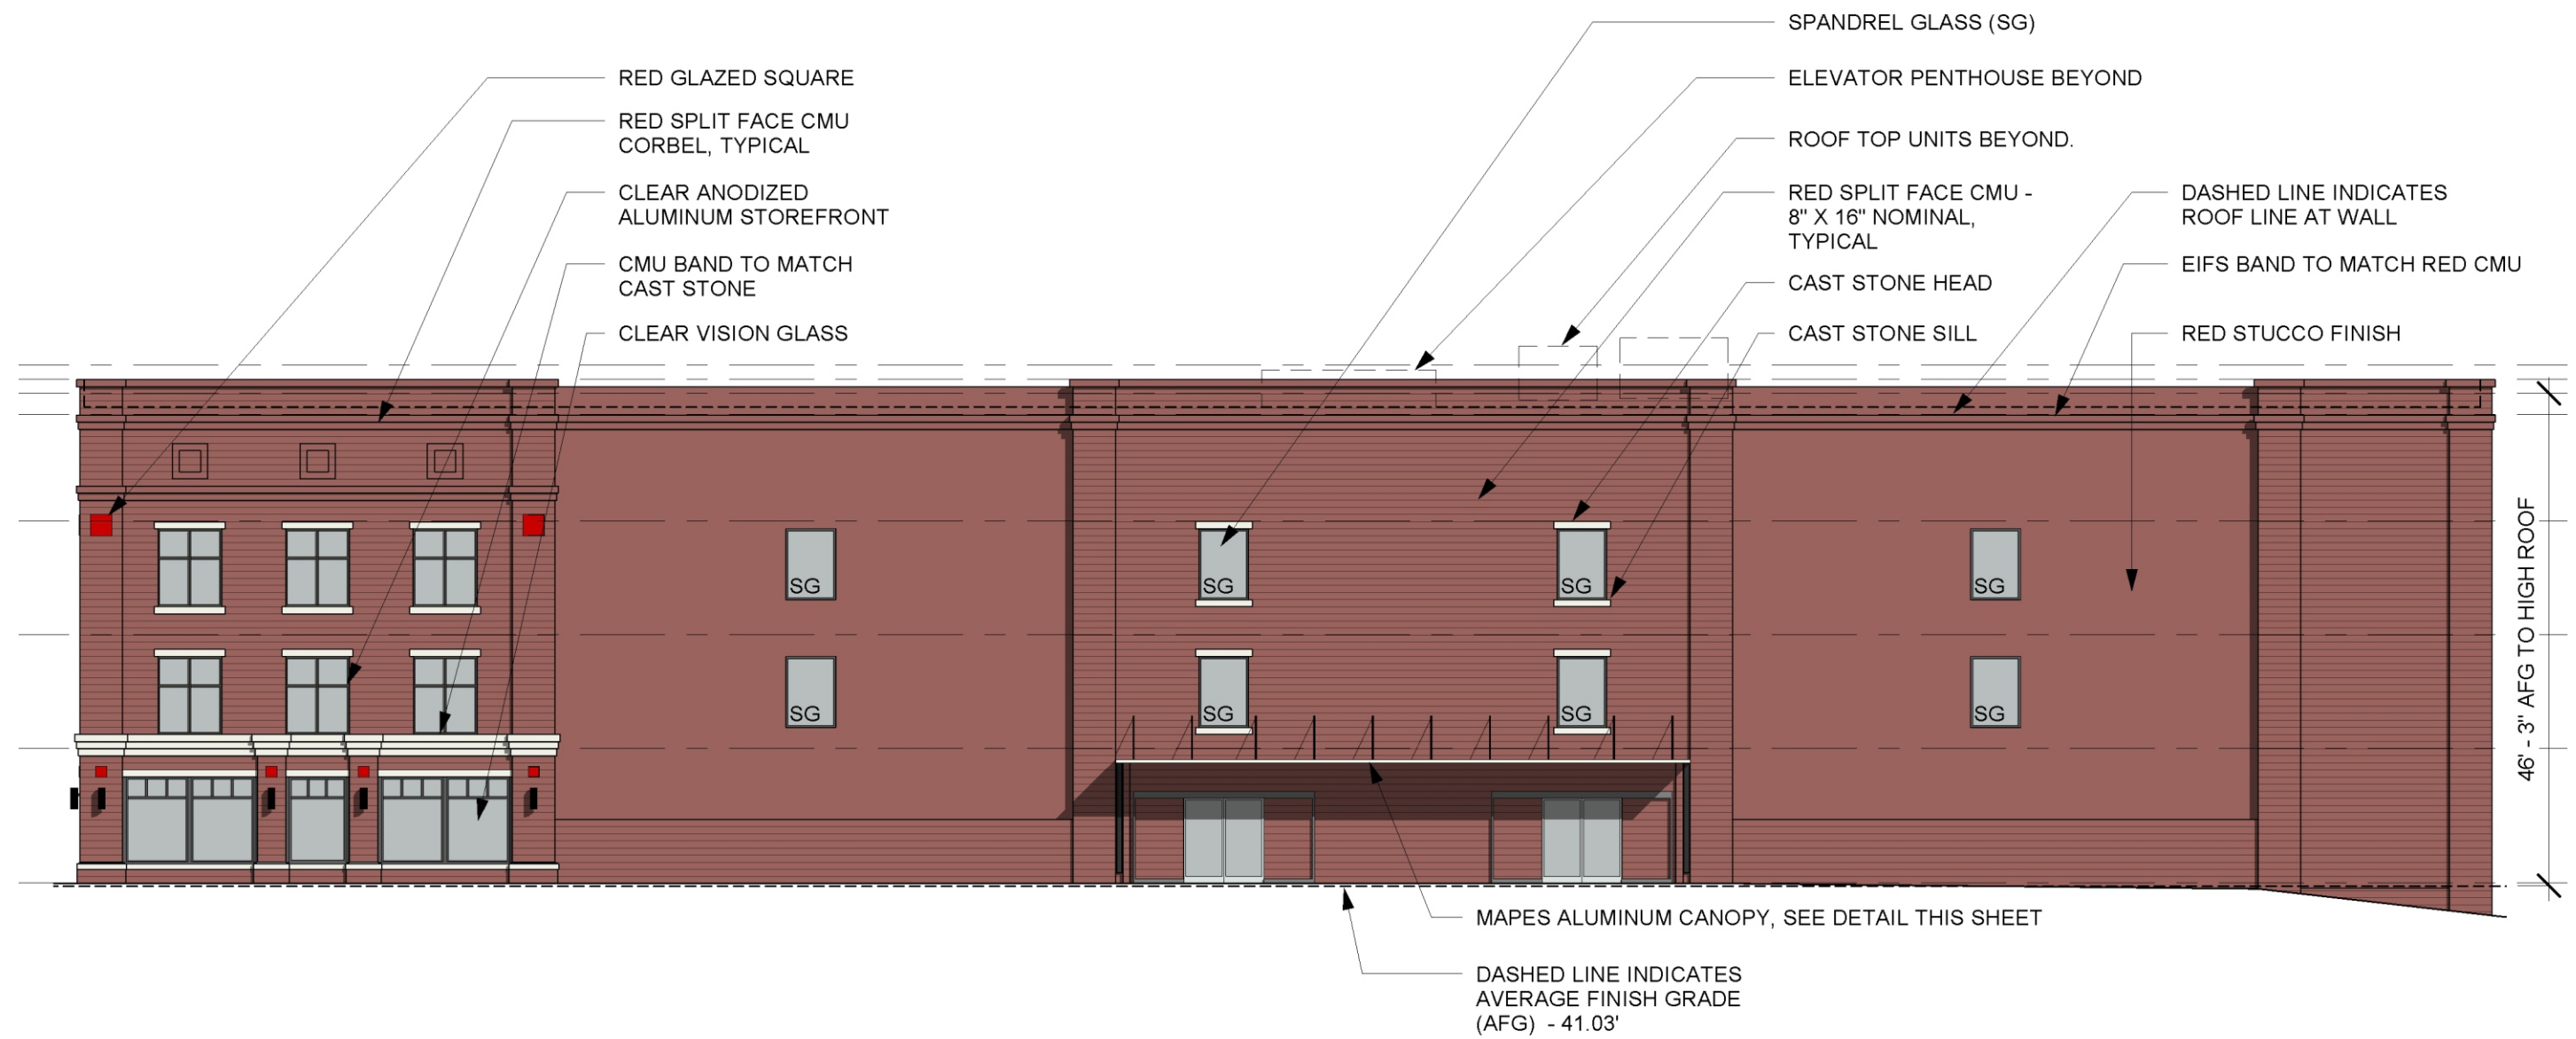 SPANDREL GLASS (SG)
RED GLAZED SQUARE
ELEVATOR PENTHOUSE BEYOND
RED SPLIT FACE CMU
CORBEL, TYPICAL
ROOF TOP UNITS BEYOND.
CLEAR ANODIZED
ALUMINUM STOREFRONT
RED SPLIT FACE CMU -
8" X 16" NOMINAL,
TYPICAL
DASHED LINE INDICATES
ROOF LINE AT WALL
CMU BAND TO MATCH
CAST STONE
CAST STONE HEAD
EIFS BAND TO MATCH RED CMU
CLEAR VISION GLASS
CAST STONE SILL
RED STUCCO FINISH
SG
SG
SG
SG
SG
SG
SG
SG
46' - 3" AFG TO HIGH ROOF
MAPES ALUMINUM CANOPY, SEE DETAIL THIS SHEET
DASHED LINE INDICATES
AVERAGE FINISH GRADE
(AFG)  - 41.03'